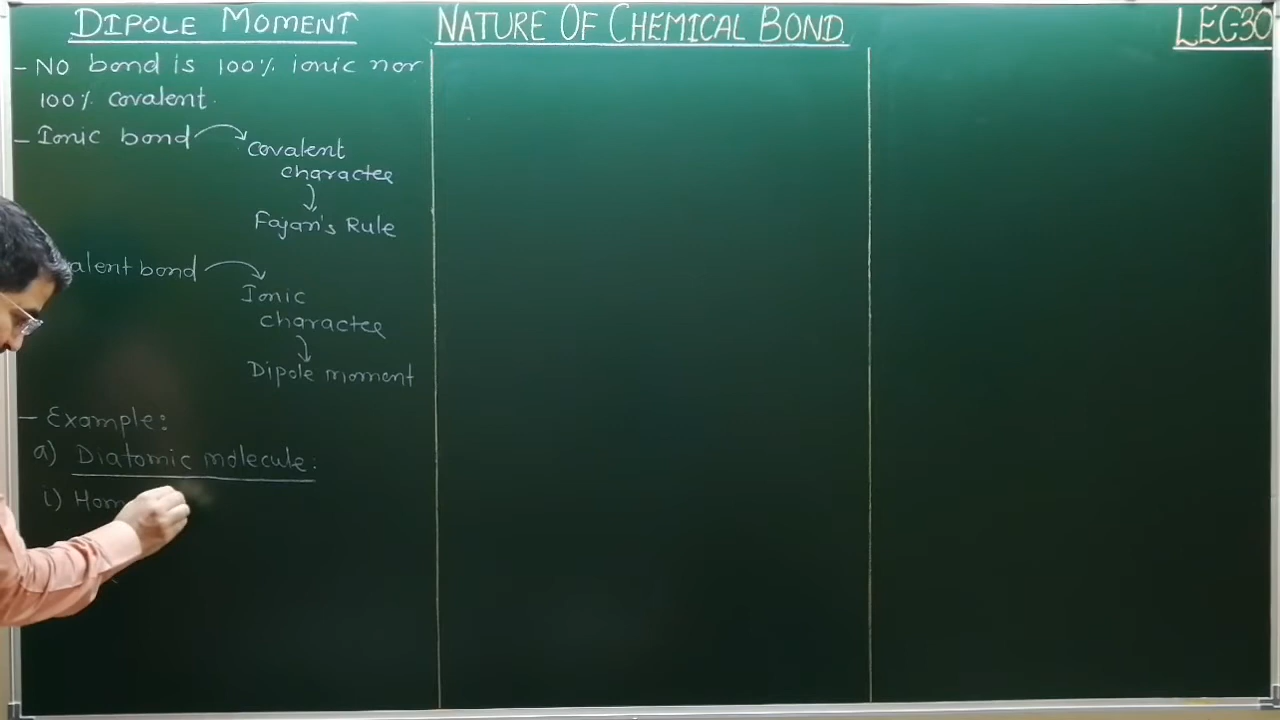 DIPOLE MOMENT
NATURE OF CHEMICAL BOND
LEC30
- No bond is 100% ionic nor
100% covalent.
- Ionic bond
Covalent
character
Fajan's Rule
alent bond
Ionic
character
Dipole moment
- Example:
a) Diatomic molecule:
i) Hom